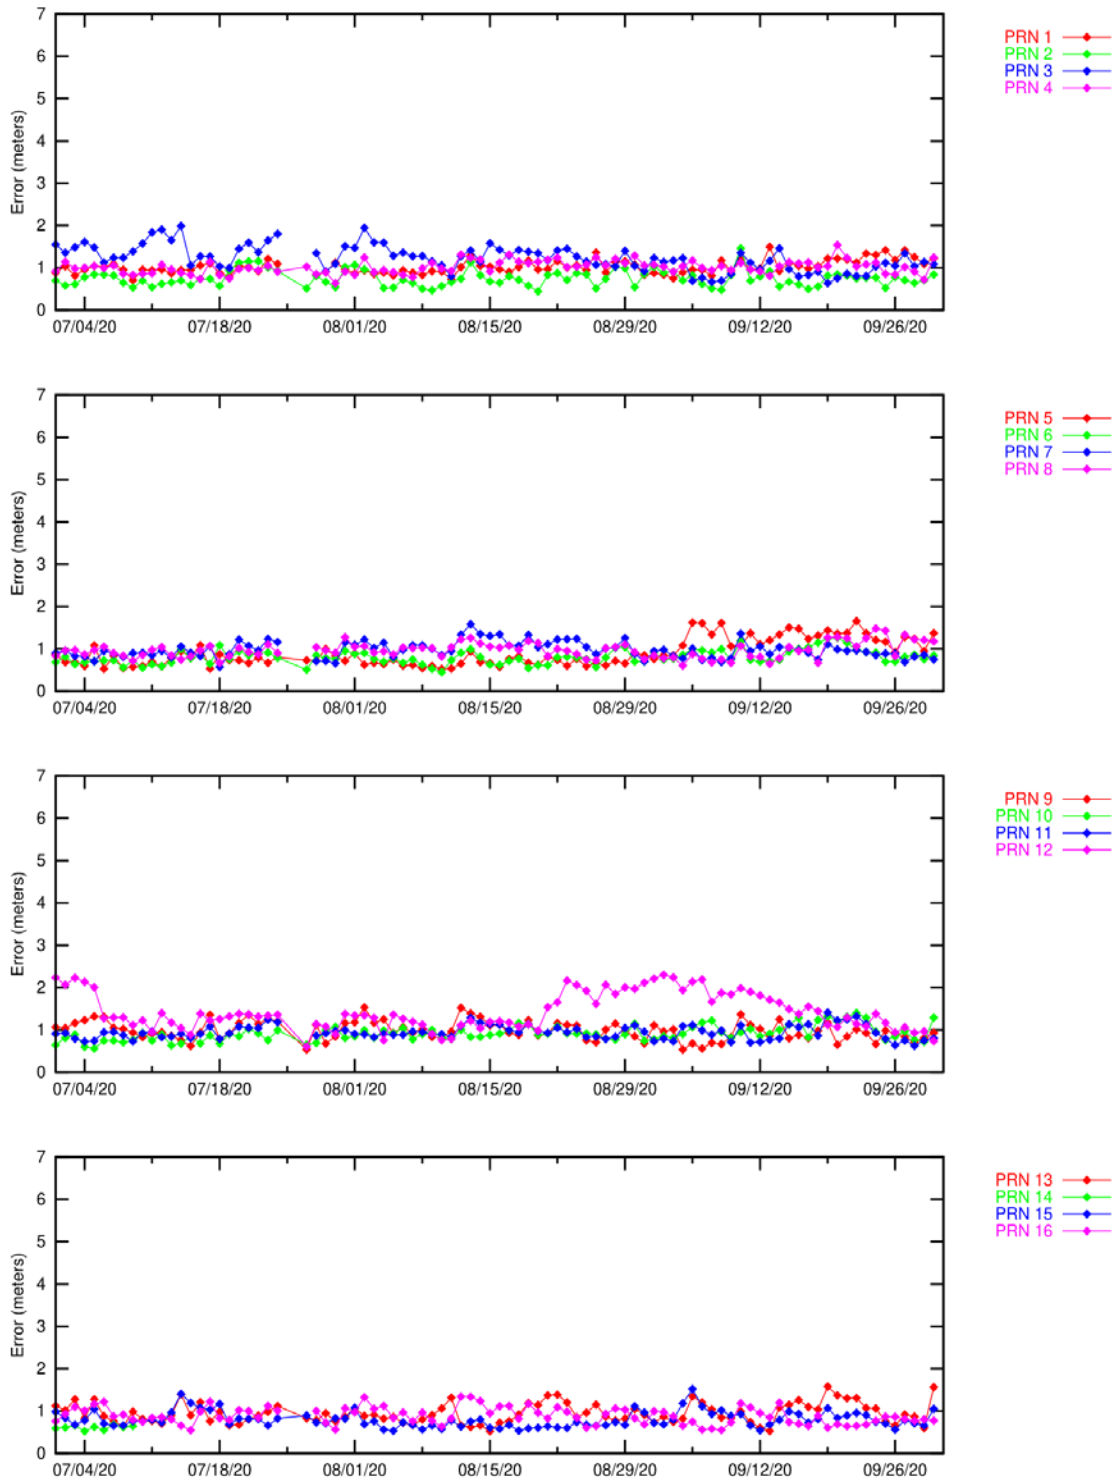 7
6
5
4
3
2
1
0
Error (meters)
07/04/20 07/18/20 08/01/20 08/15/20 08/29/20 09/12/20 09/26/20
PRN 1
PRN 2
PRN 3
PRN 4
7
6
5
4
3
2
1
0
Error (meters)
07/04/20 07/18/20 08/01/20 08/15/20 08/29/20 09/12/20 09/26/20
PRN 5
PRN 6
PRN 7
PRN 8
7
6
5
4
3
2
1
0
Error (meters)
07/04/20 07/18/20 08/01/20 08/15/20 08/29/20 09/12/20 09/26/20
PRN 9
PRN 10
PRN 11
PRN 12
7
6
5
4
3
2
1
0
Error (meters)
07/04/20 07/18/20 08/01/20 08/15/20 08/29/20 09/12/20 09/26/20
PRN 13
PRN 14
PRN 15
PRN 16